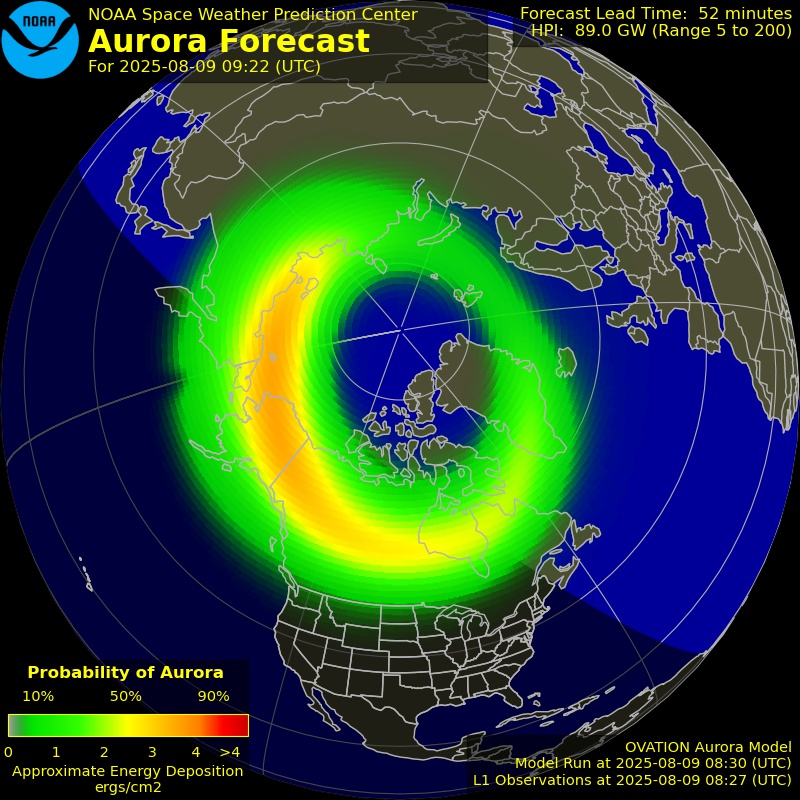 NOAA
NOAA Space Weather Prediction Center
Aurora Forecast
For 2025-08-09 09:22 (UTC)
Forecast Lead Time: 52 minutes
HPI: 89.0 GW (Range 5 to 200)
Probability of Aurora
10% 50% 90%
0 1 2 3 4 >4
Approximate Energy Deposition
ergs/cm2
OVATION Aurora Model
Model Run at 2025-08-09 08:30 (UTC)
L1 Observations at 2025-08-09 08:27 (UTC)